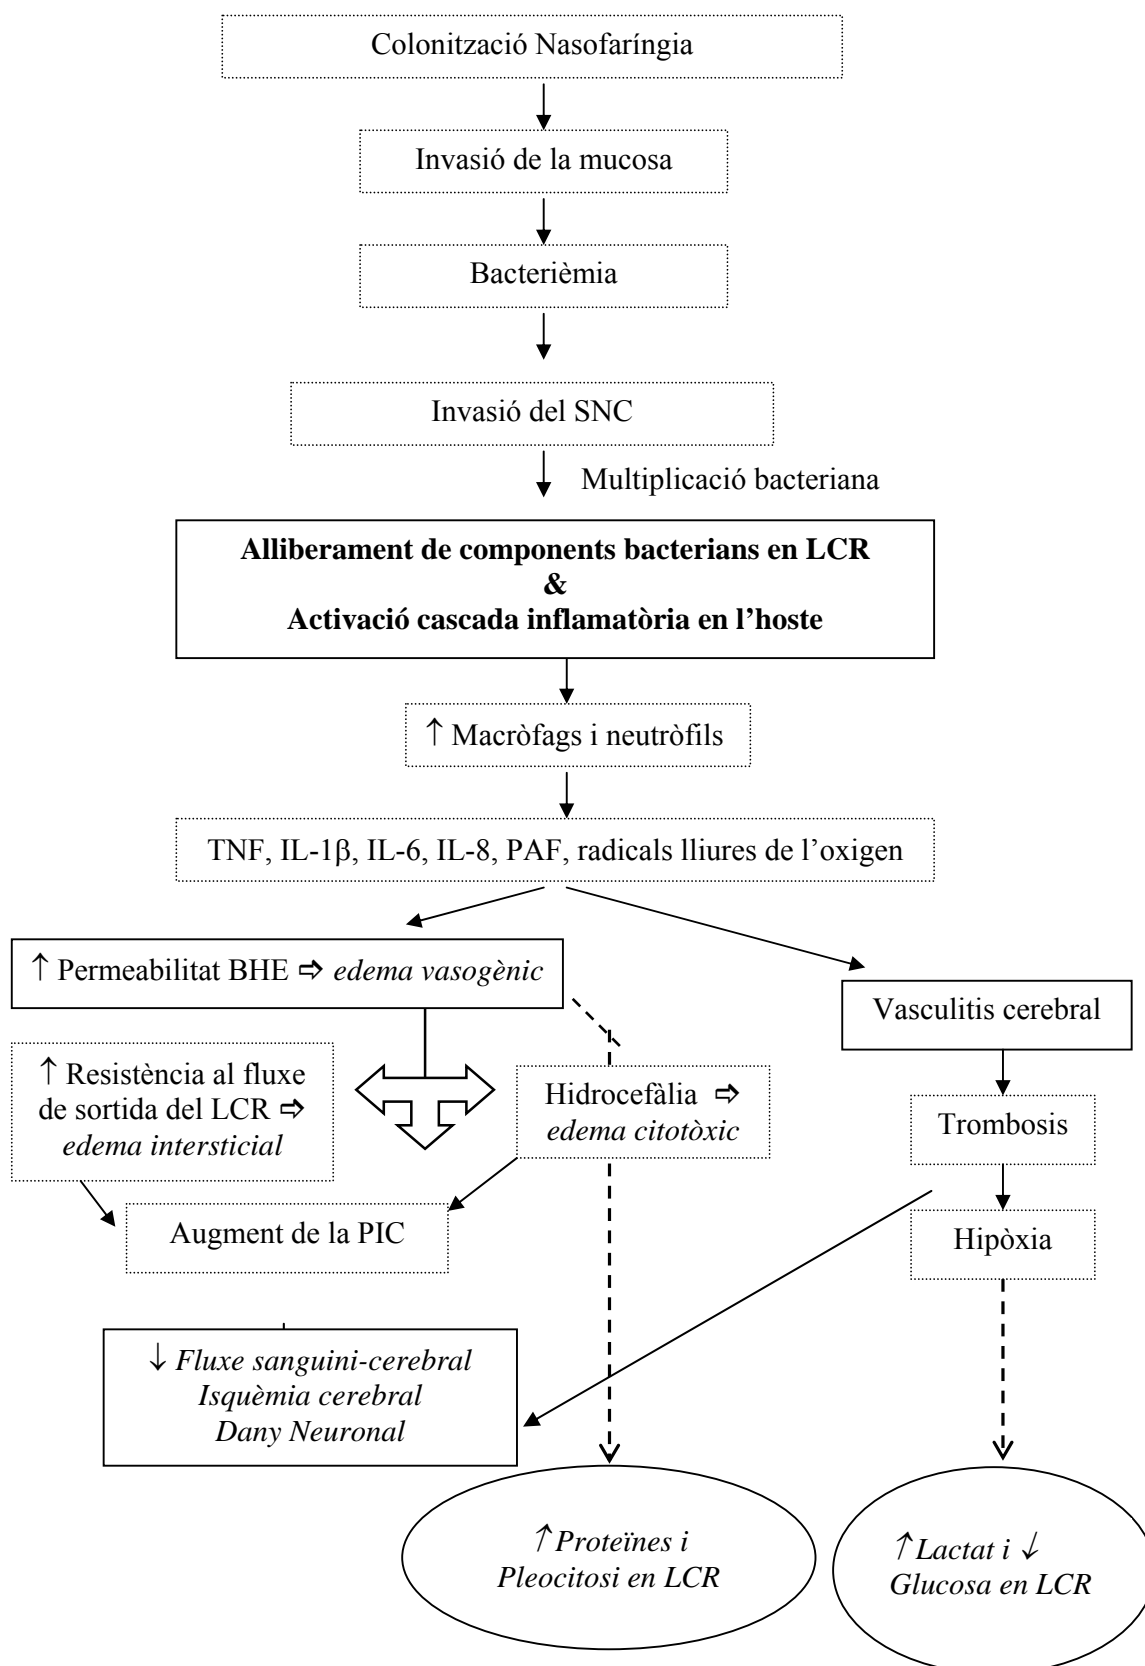 Colonització Nasofaríngia
Invasió de la mucosa
Bacterièmia
Invasió del SNC
Multiplicació bacteriana
Alliberament de components bacterians en LCR
&
Activació cascada inflamatòria en l’hoste
↑ Macròfags i neutròfils
TNF, IL-1β, IL-6, IL-8, PAF, radicals lliures de l’oxigen
↑ Permeabilitat BHE ⇨ edema vasogènic
Vasculitis cerebral
↑ Resistència al fluxe
de sortida del LCR ⇨
edema intersticial
Hidrocefàlia ⇨
edema citotòxic
Trombosis
Augment de la PIC
Hipòxia
↓ Fluxe sanguini-cerebral
Isquèmia cerebral
Dany Neuronal
↑ Proteïnes i
Pleocitosi en LCR
↑ Lactat i ↓
Glucosa en LCR